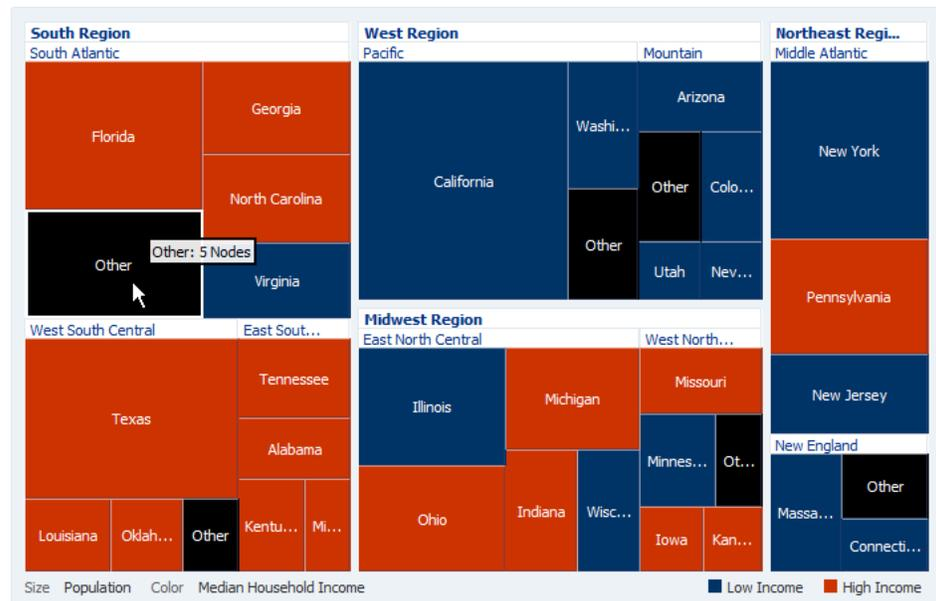 South Region
South Atlantic
Florida
Georgia
North Carolina
Other
Other: 5 Nodes
Virginia
West South Central
East Sout...
Texas
Tennessee
Alabama
Louisiana
Oklah...
Other
Kentu...
Mi...
West Region
Pacific
Mountain
California
Washi...
Other
Arizona
Other
Colo...
Utah
Nev...
Midwest Region
East North Central
West North...
Illinois
Michigan
Ohio
Indiana
Wisc...
Missouri
Minnes...
Ot...
Iowa
Kan...
Northeast Regi...
Middle Atlantic
New York
Pennsylvania
New Jersey
New England
Massa...
Other
Connecti...
Size Population Color Median Household Income
Low Income High Income